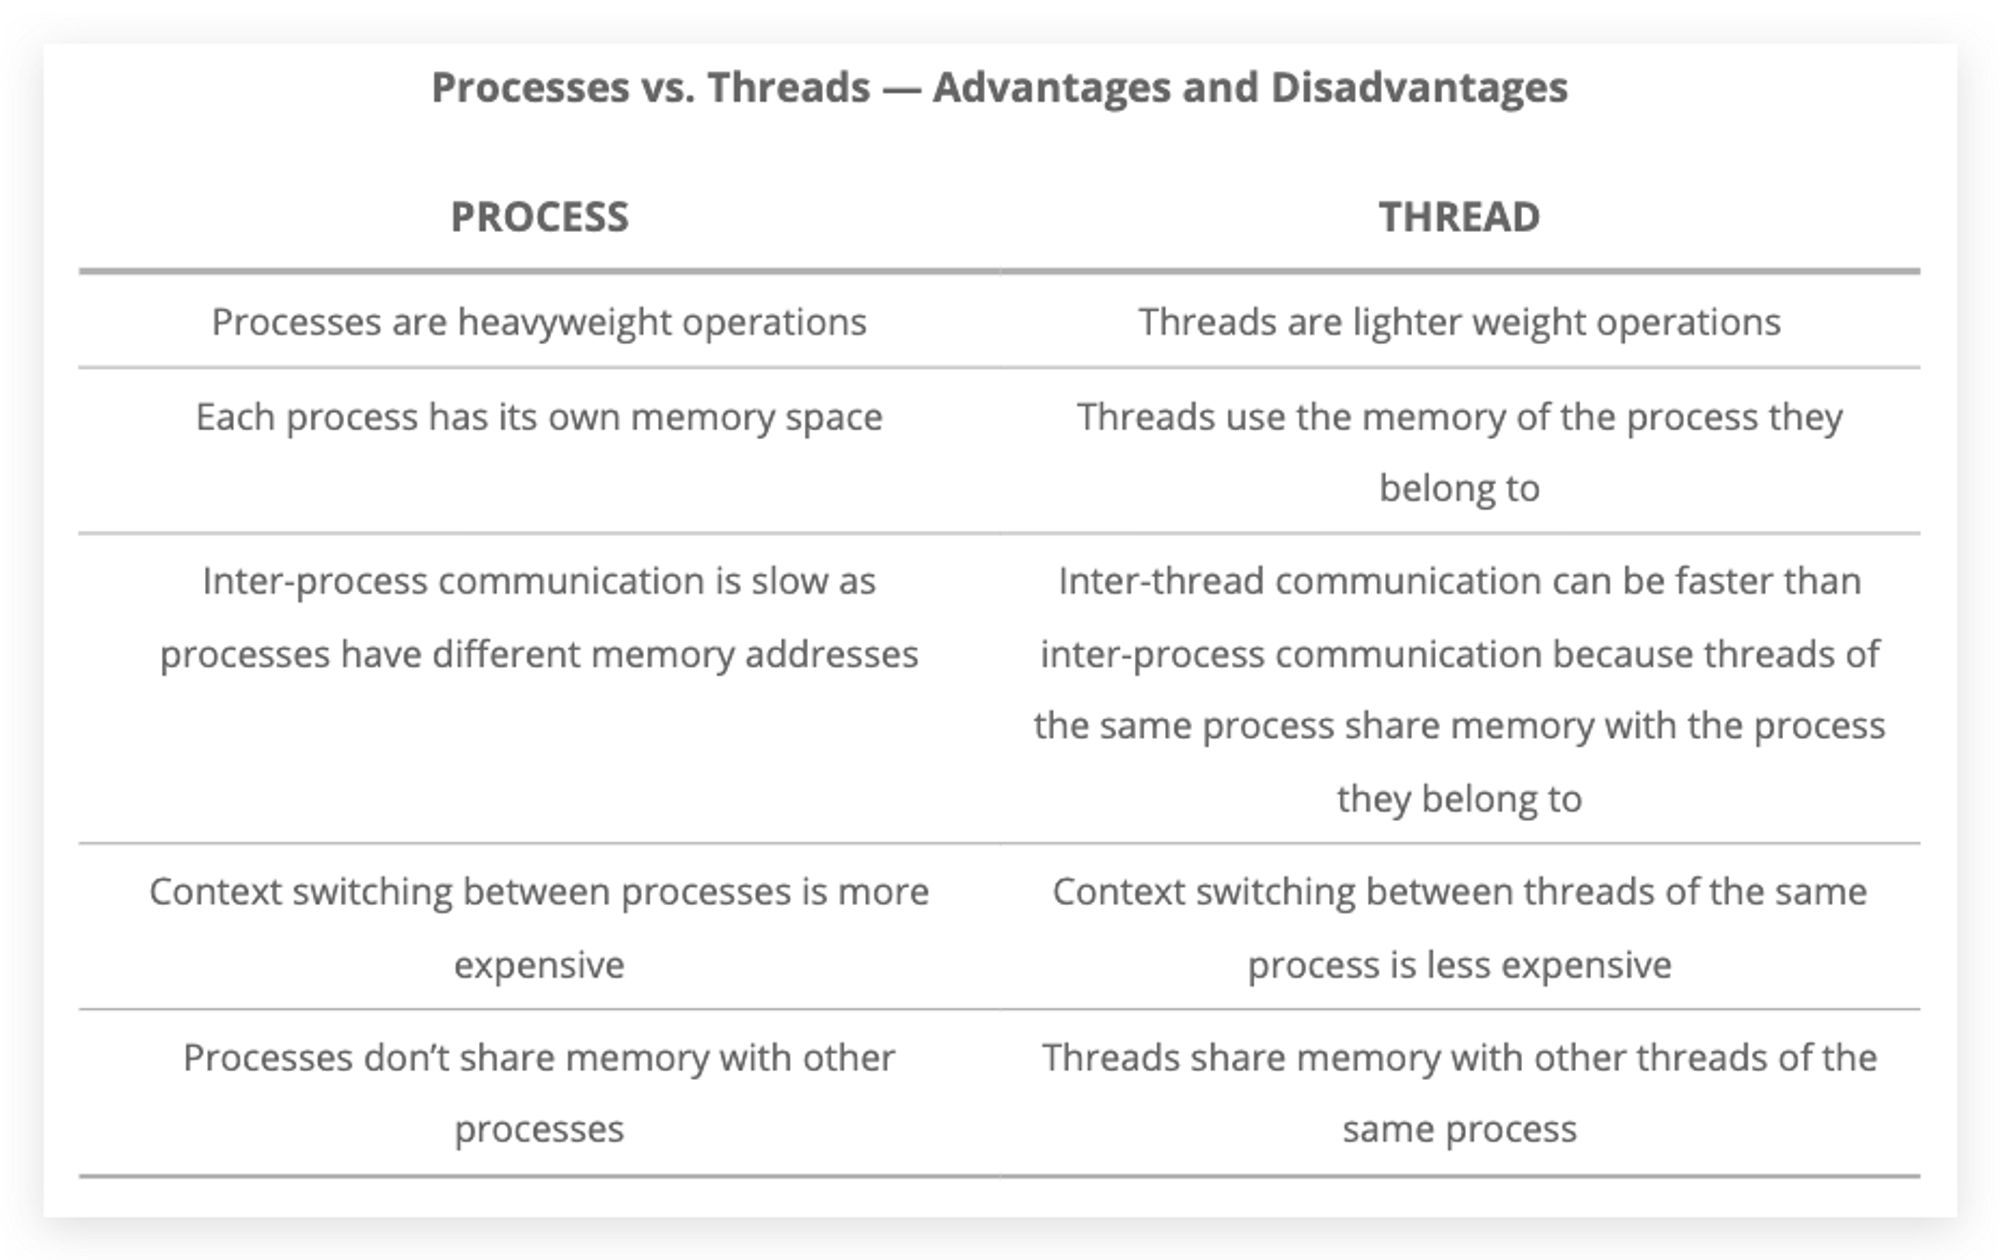 Processes vs. Threads — Advantages and Disadvantages
PROCESS
THREAD
Processes are heavyweight operations
Threads are lighter weight operations
Each process has its own memory space
Threads use the memory of the process they
belong to
Inter-process communication is slow as
processes have different memory addresses
Inter-thread communication can be faster than
inter-process communication because threads of
the same process share memory with the process
they belong to
Context switching between processes is more
expensive
Context switching between threads of the same
process is less expensive
Processes don’t share memory with other
processes
Threads share memory with other threads of the
same process